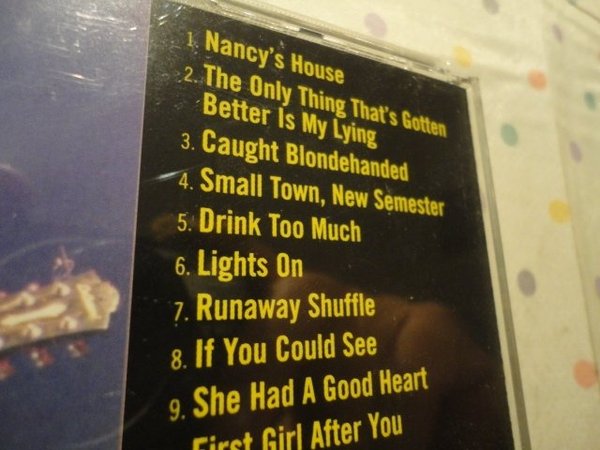 1. Nancy's House
2. The Only Thing That's Gotten
Better Is My Lying
3. Caught Blondehanded
4. Small Town, New Semester
5. Drink Too Much
6. Lights On
7. Runaway Shuffle
8. If You Could See
9. She Had A Good Heart
First Girl After You